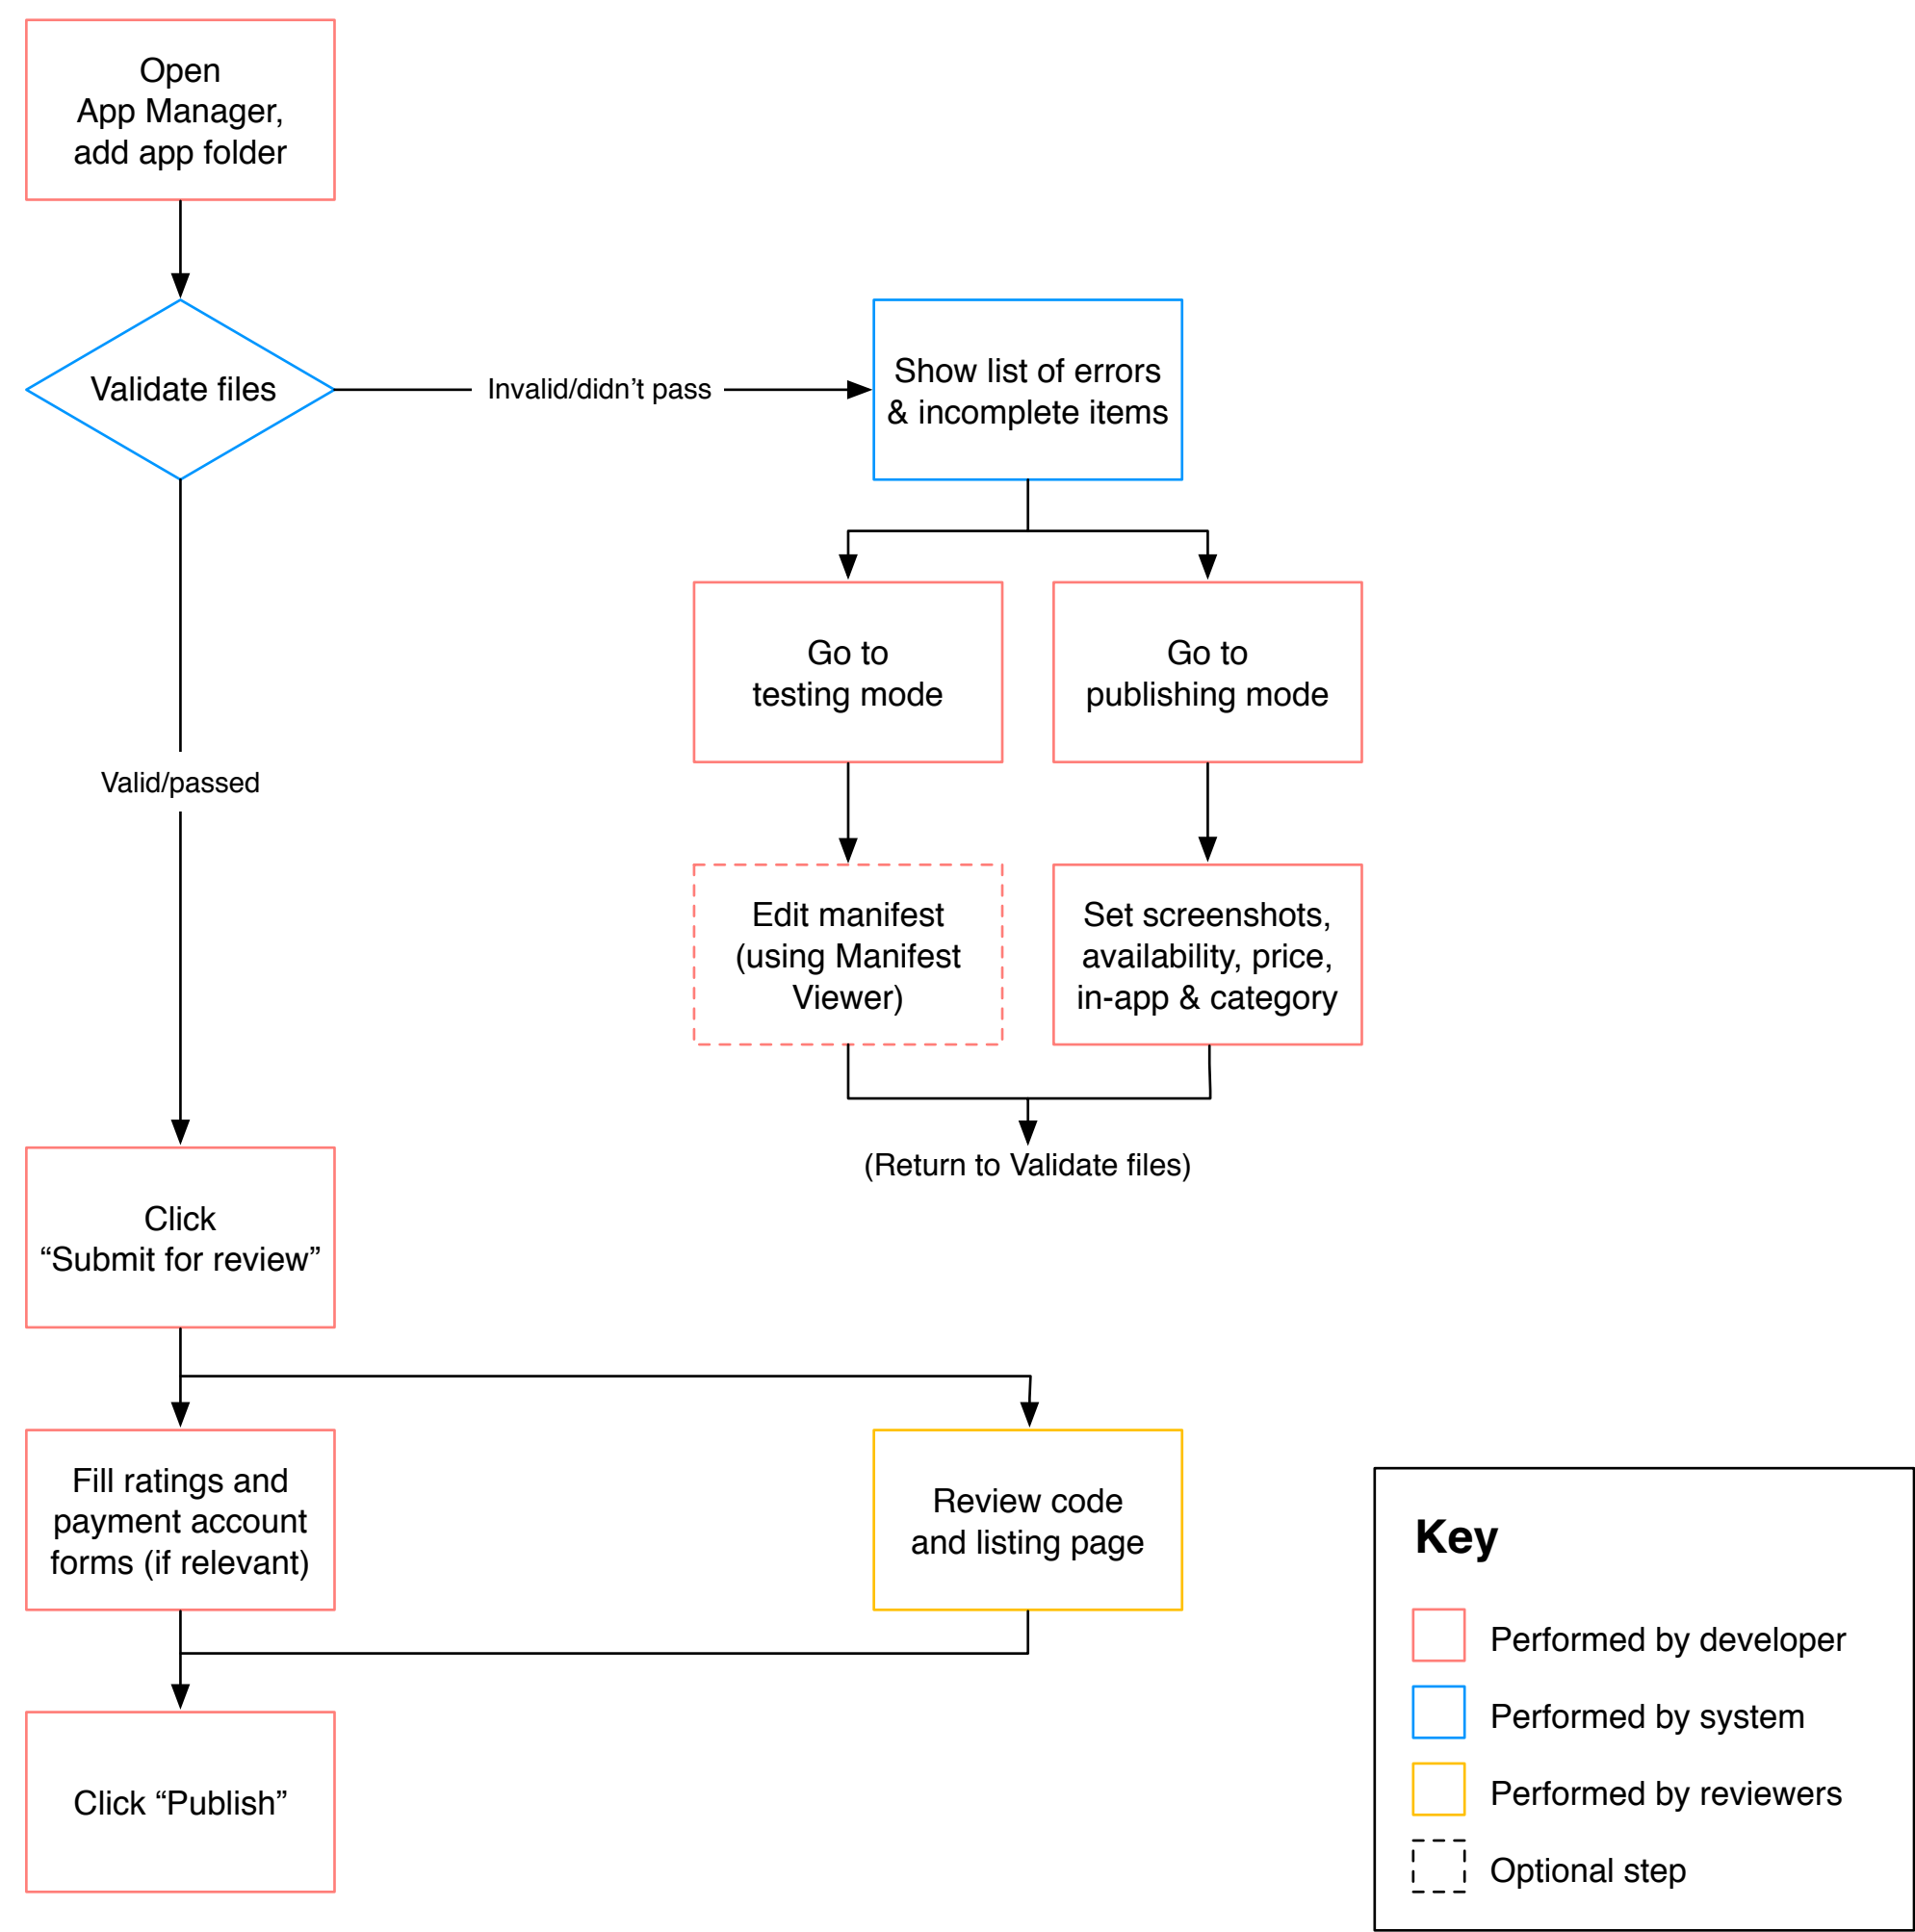 Open
App Manager,
add app folder
Validate files
Invalid/didn’t pass
Show list of errors
& incomplete items
Go to
testing mode
Go to
publishing mode
Valid/passed
Edit manifest
(using Manifest
Viewer)
Set screenshots,
availability, price,
in-app & category
(Return to Validate files)
Click
“Submit for review”
Fill ratings and
payment account
forms (if relevant)
Review code
and listing page
Click “Publish”
Key
Performed by developer
Performed by system
Performed by reviewers
Optional step